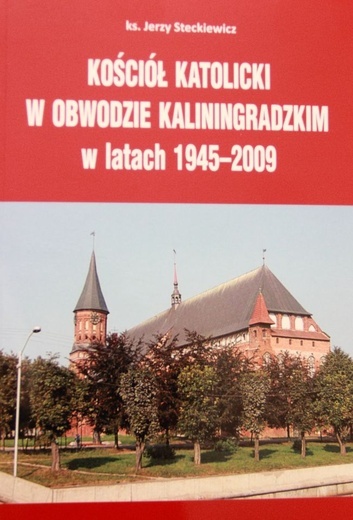 ks. Jerzy Steckiewicz
KOŚCIÓŁ KATOLICKI
W OBWODZIE KALININGRADZKIM
w latach 1945–2009